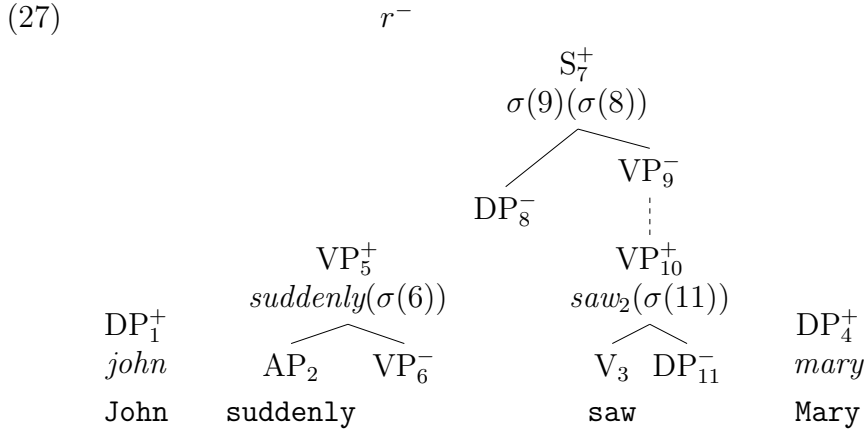 (27) r⁻
S₇⁺
σ(9)(σ(8))
VP₉⁻
DP₈⁻
VP₅⁺ VP₁₀⁺
suddenly(σ(6)) saw₂(σ(11))
DP₁⁺ DP₄⁺
john AP₂ VP₆⁻ V₃ DP₁₁⁻ mary
John suddenly saw Mary